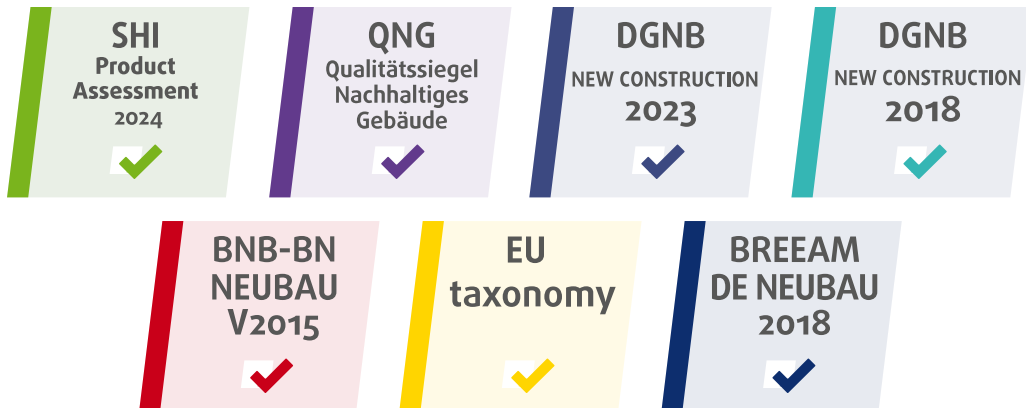 SHI
Product
Assessment
2024
QNG
Qualitätssiegel
Nachhaltiges
Gebäude
DGNB
NEW CONSTRUCTION
2023
DGNB
NEW CONSTRUCTION
2018
BNB-BN
NEUBAU
V2015
EU
taxonomy
BREEAM
DE NEUBAU
2018